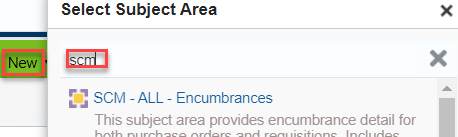 Select Subject Area
New
scm
SCM - ALL - Encumbrances
This subject area provides encumbrance detail for
both purchase orders and requisitions. Includes